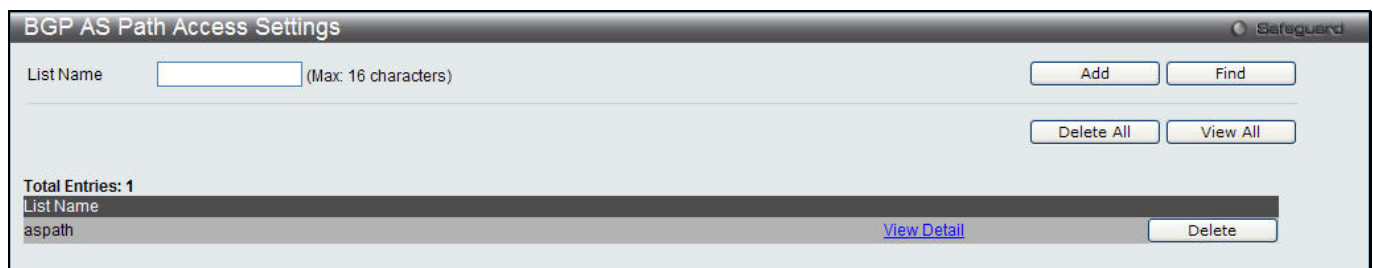 BGP AS Path Access Settings
Safeguard
List Name (Max: 16 characters) Add Find
Delete All View All
Total Entries: 1
List Name
aspath View Detail Delete